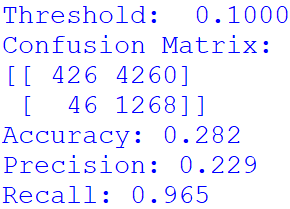 Threshold:  0.1000
Confusion Matrix:
[[ 426 4260]
 [  46 1268]]
Accuracy: 0.282
Precision: 0.229
Recall: 0.965